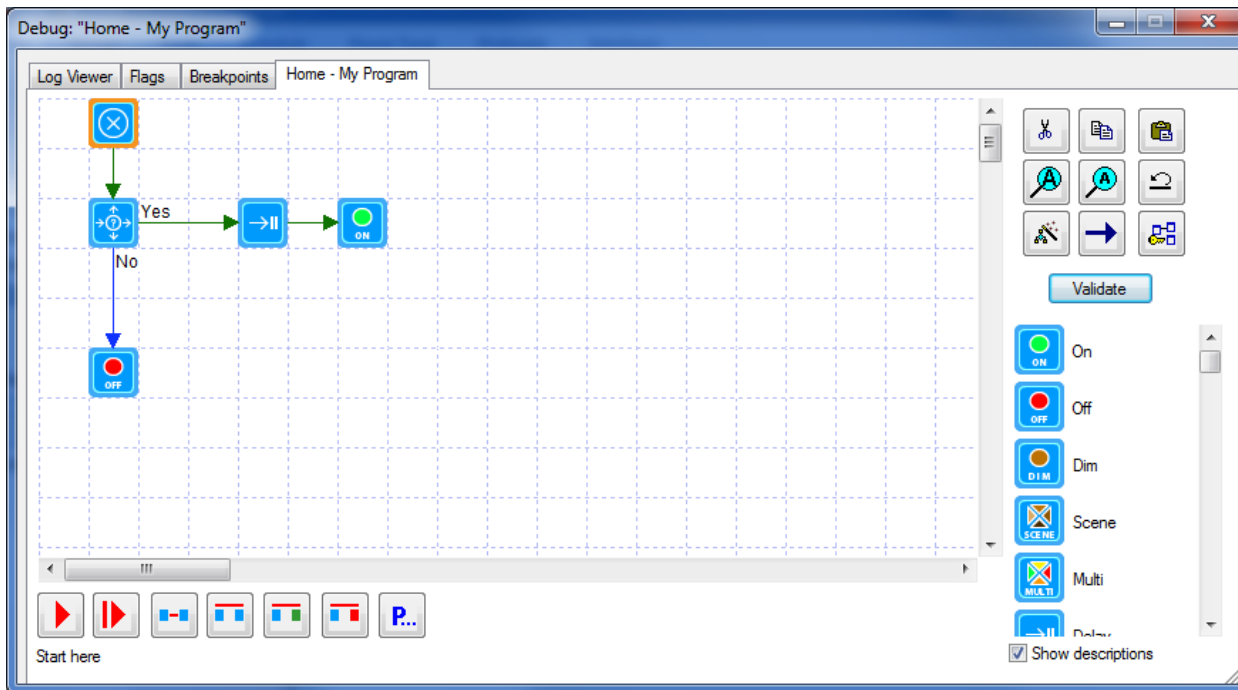 Debug: "Home - My Program"
Log Viewer Flags Breakpoints Home - My Program
Yes
ON
No
OFF
Validate
ON On
OFF Off
DIM Dim
SCENE Scene
MULTI Multi
Delay
P...
Start here
Show descriptions